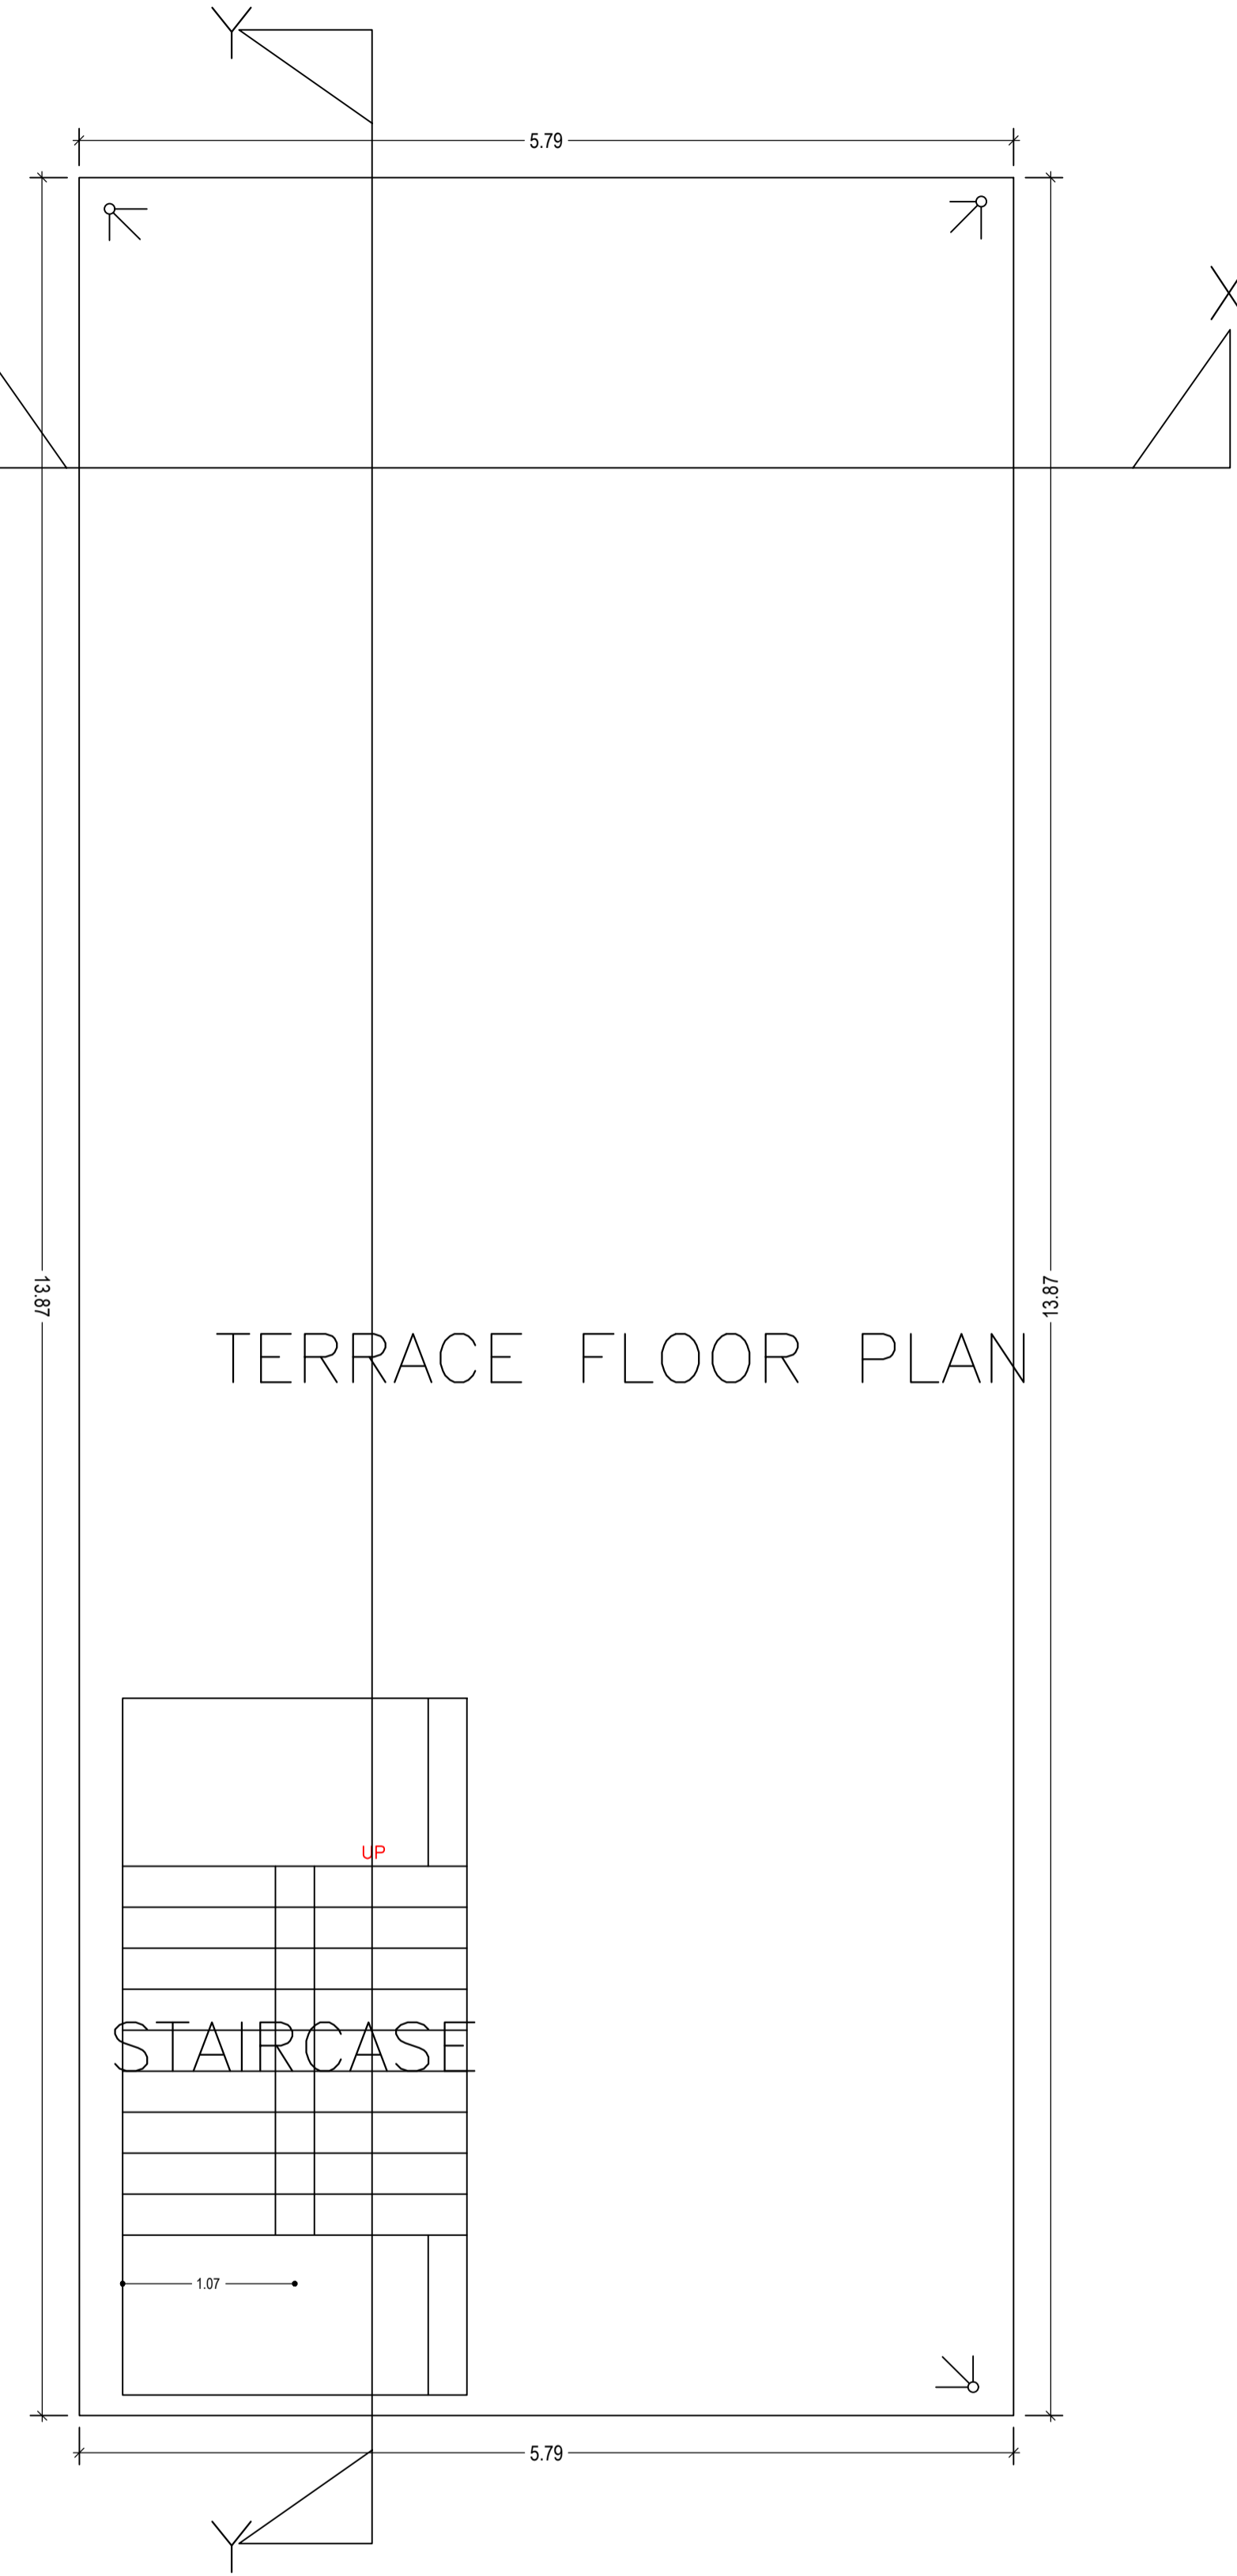 Y
5.79
X
13.87
13.87
TERRACE FLOOR PLAN
UP
STAIRCASE
1.07
5.79
Y